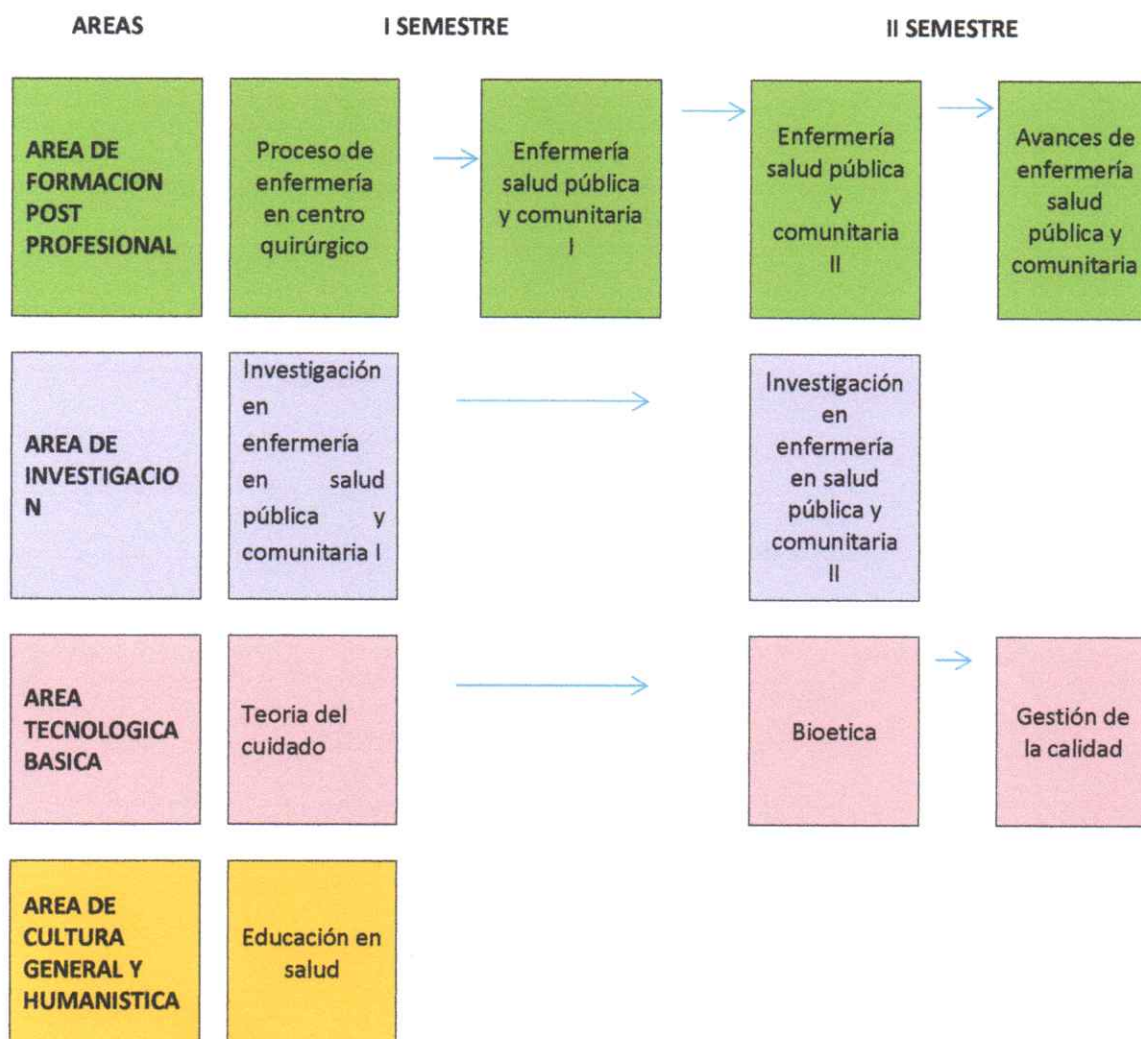 AREAS
I SEMESTRE
II SEMESTRE
AREA DE
FORMACION
POST
PROFESIONAL
Proceso de
enfermería
en centro
quirúrgico
Enfermería
salud pública
y comunitaria
I
Enfermería
salud pública
y
comunitaria
II
Avances de
enfermería
salud
pública y
comunitaria
AREA DE
INVESTIGACIO
N
Investigación
en
enfermería
en salud
pública y
comunitaria I
Investigación
en
enfermería
en salud
pública y
comunitaria
II
AREA
TECNOLOGICA
BASICA
Teoria del
cuidado
Bioetica
Gestión de
la calidad
AREA DE
CULTURA
GENERAL Y
HUMANISTICA
Educación en
salud